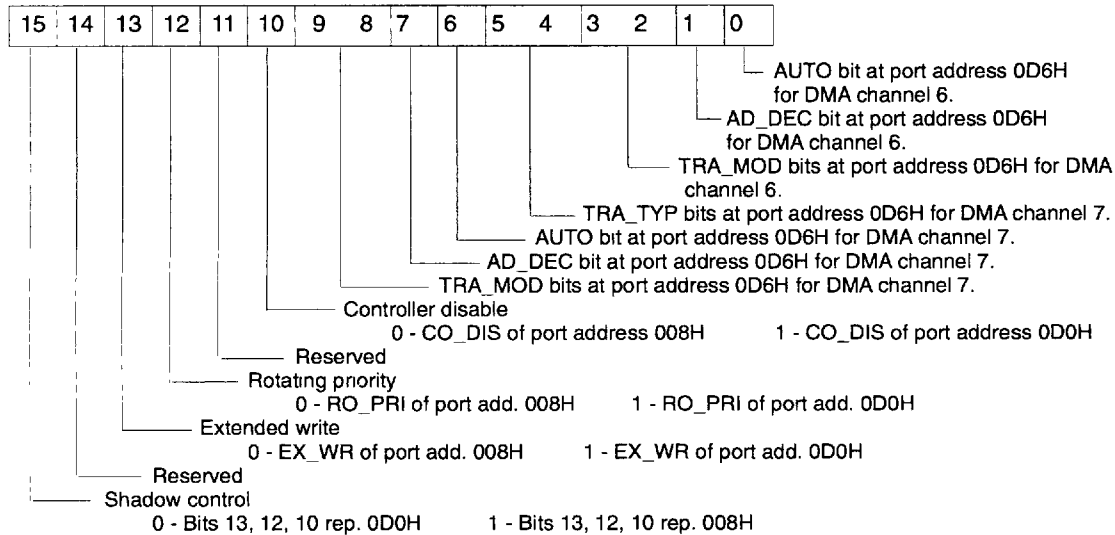 15 14 13 12 11 10 9 8 7 6 5 4 3 2 1 0
AUTO bit at port address 0D6H
for DMA channel 6.
AD_DEC bit at port address 0D6H
for DMA channel 6.
TRA_MOD bits at port address 0D6H for DMA
channel 6.
TRA_TYP bits at port address 0D6H for DMA channel 7.
AUTO bit at port address 0D6H for DMA channel 7.
AD_DEC bit at port address 0D6H for DMA channel 7.
TRA_MOD bits at port address 0D6H for DMA channel 7.
Controller disable
0 - CO_DIS of port address 008H 1 - CO_DIS of port address 0D0H
Reserved
Rotating priority
0 - RO_PRI of port add. 008H 1 - RO_PRI of port add. 0D0H
Extended write
0 - EX_WR of port add. 008H 1 - EX_WR of port add. 0D0H
Reserved
Shadow control
0 - Bits 13, 12, 10 rep. 0D0H 1 - Bits 13, 12, 10 rep. 008H